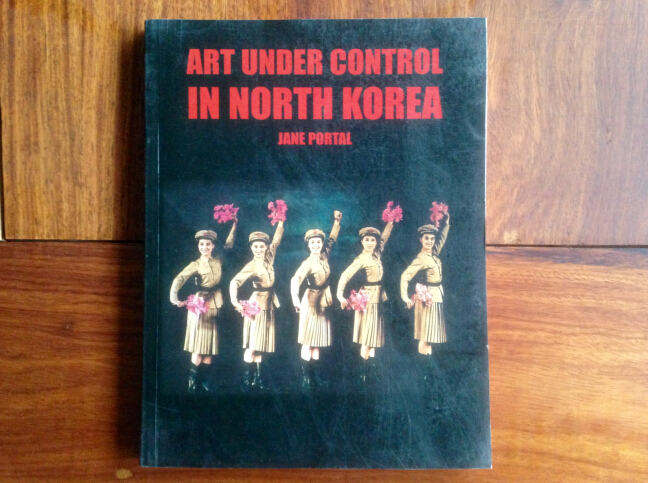 ART UNDER CONTROL
IN NORTH KOREA
JANE PORTAL